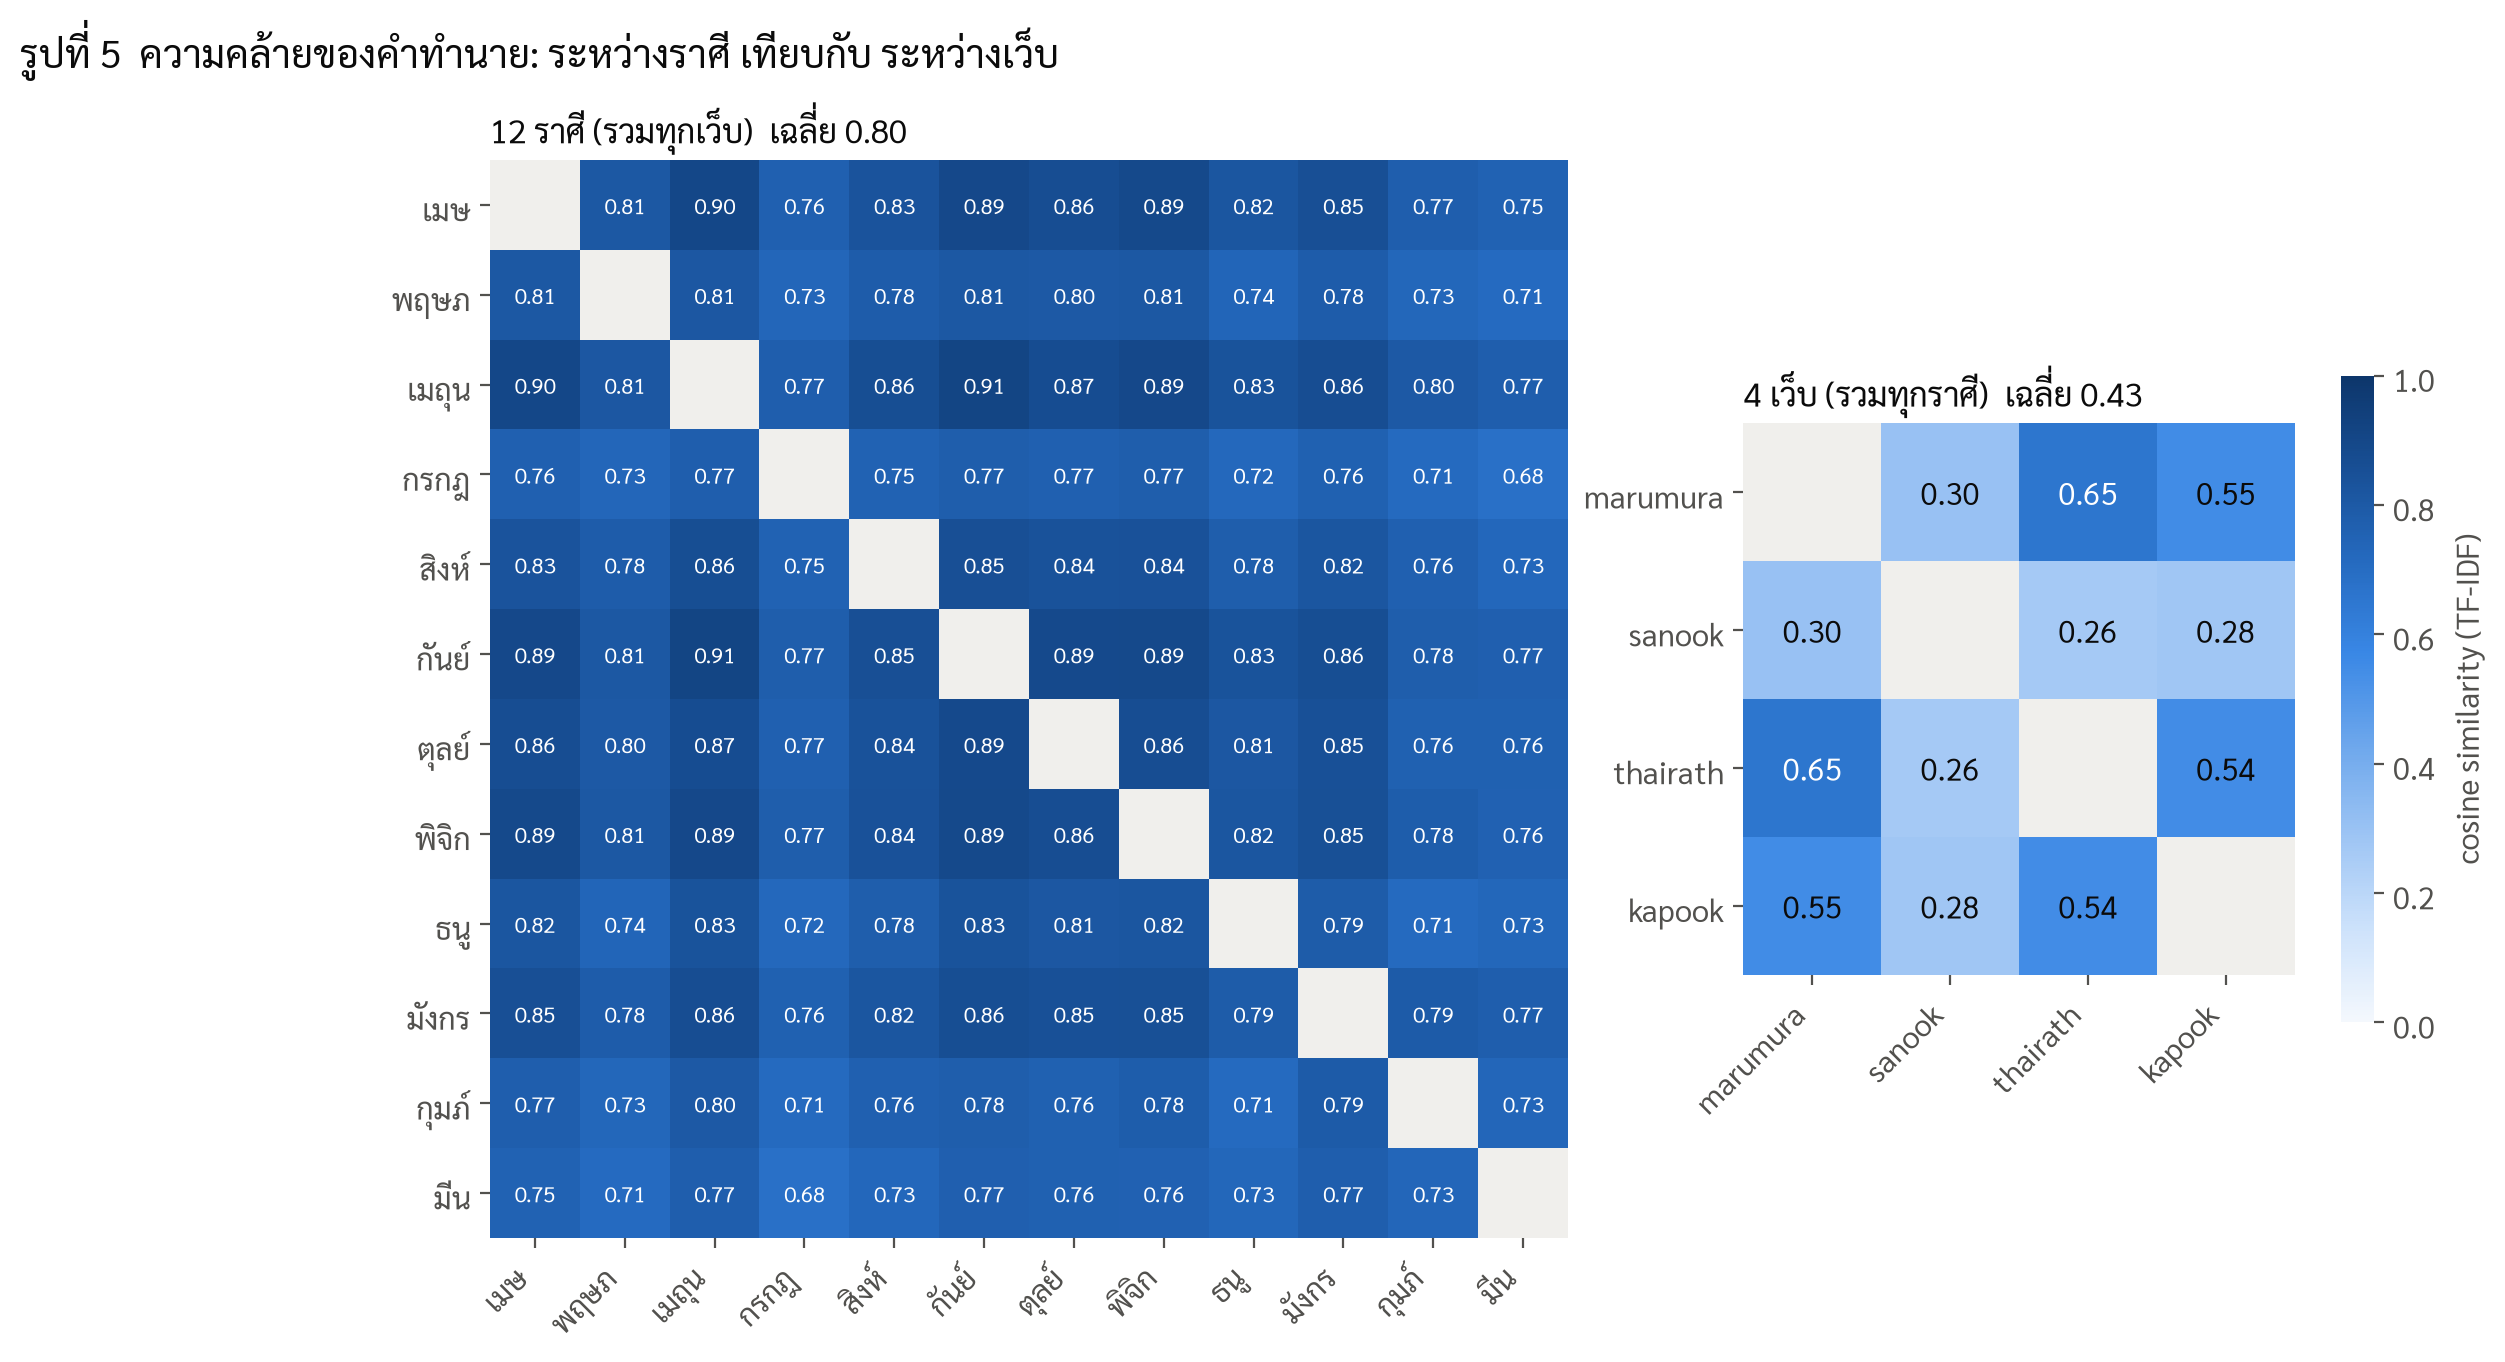 รูปที่ 5 ความคล้ายของคำทำนาย: ระหว่างราศี เทียบกับ ระหว่างเว็บ
12 ราศี (รวมทุกเว็บ) เฉลี่ย 0.80
เมษ 0.81 0.90 0.76 0.83 0.89 0.86 0.89 0.82 0.85 0.77 0.75
พฤษภ 0.81 0.81 0.73 0.78 0.81 0.80 0.81 0.74 0.78 0.73 0.71
เมถุน 0.90 0.81 0.77 0.86 0.91 0.87 0.89 0.83 0.86 0.80 0.77
กรกฎ 0.76 0.73 0.77 0.75 0.77 0.77 0.77 0.72 0.76 0.71 0.68
สิงห์ 0.83 0.78 0.86 0.75 0.85 0.84 0.84 0.78 0.82 0.76 0.73
กันย์ 0.89 0.81 0.91 0.77 0.85 0.89 0.89 0.83 0.86 0.78 0.77
ตุลย์ 0.86 0.80 0.87 0.77 0.84 0.89 0.86 0.81 0.85 0.76 0.76
พิจิก 0.89 0.81 0.89 0.77 0.84 0.89 0.86 0.82 0.85 0.78 0.76
ธนู 0.82 0.74 0.83 0.72 0.78 0.83 0.81 0.82 0.79 0.71 0.73
มังกร 0.85 0.78 0.86 0.76 0.82 0.86 0.85 0.85 0.79 0.79 0.77
กุมภ์ 0.77 0.73 0.80 0.71 0.76 0.78 0.76 0.78 0.71 0.79 0.73
มีน 0.75 0.71 0.77 0.68 0.73 0.77 0.76 0.76 0.73 0.77 0.73
เมษ พฤษภ เมถุน กรกฎ สิงห์ กันย์ ตุลย์ พิจิก ธนู มังกร กุมภ์ มีน
4 เว็บ (รวมทุกราศี) เฉลี่ย 0.43
marumura 0.30 0.65 0.55
sanook 0.30 0.26 0.28
thairath 0.65 0.26 0.54
kapook 0.55 0.28 0.54
marumura sanook thairath kapook
1.0
0.8
0.6
0.4
0.2
0.0
cosine similarity (TF-IDF)